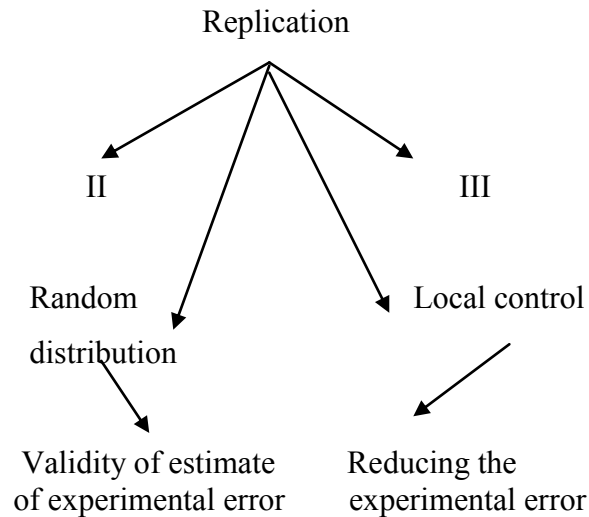 Replication
II
III
Random
distribution
Local control
Validity of estimate
of experimental error
Reducing the
experimental error